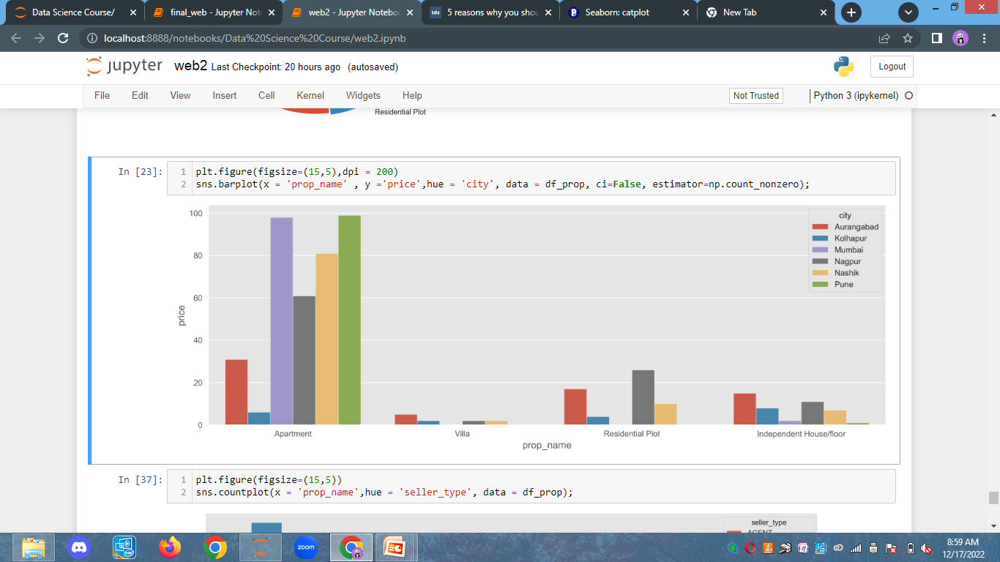 Data Science Course/
final_web - Jupyter Not
web2 - Jupyter Noteboo
tds 5 reasons why you shou
Seaborn: catplot
New Tab
localhost:8888/notebooks/Data%20Science%20Course/web2.ipynb
jupyter web2 Last Checkpoint: 20 hours ago (autosaved)
Logout
File Edit View Insert Cell Kernel Widgets Help
Not Trusted
Python 3 (ipykernel)
Residential Plot
In [23]:
1 plt.figure(figsize=(15,5),dpi = 200)
2 sns.barplot(x = 'prop_name' , y ='price',hue = 'city', data = df_prop, ci=False, estimator=np.count_nonzero);
100
80
60
40
20
0
price
city
Aurangabad
Kolhapur
Mumbai
Nagpur
Nashik
Pune
Apartment
Villa
Residential Plot
Independent House/floor
prop_name
In [37]:
1 plt.figure(figsize=(15,5))
2 sns.countplot(x = 'prop_name',hue = 'seller_type', data = df_prop);
seller_type
AGENT
zoom
8:59 AM
12/17/2022